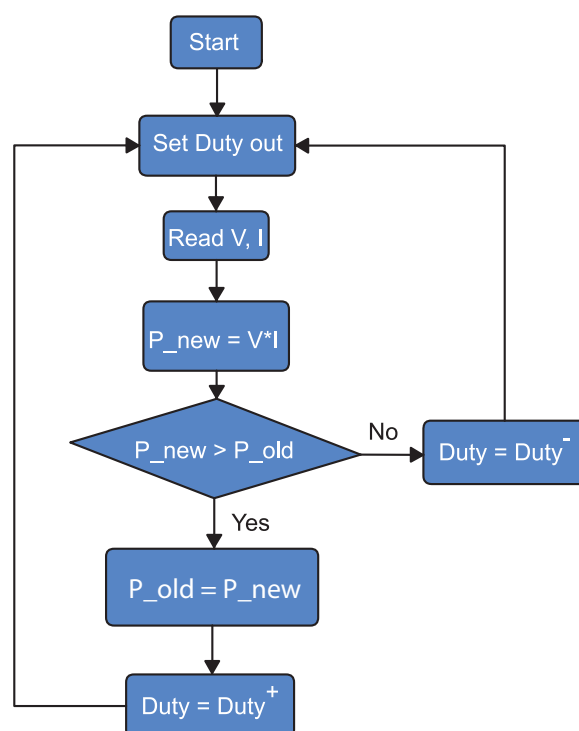 Start
Set Duty out
Read V, I
P_new = V*I
P_new > P_old
No
Duty = Duty⁻
Yes
P_old = P_new
Duty = Duty⁺